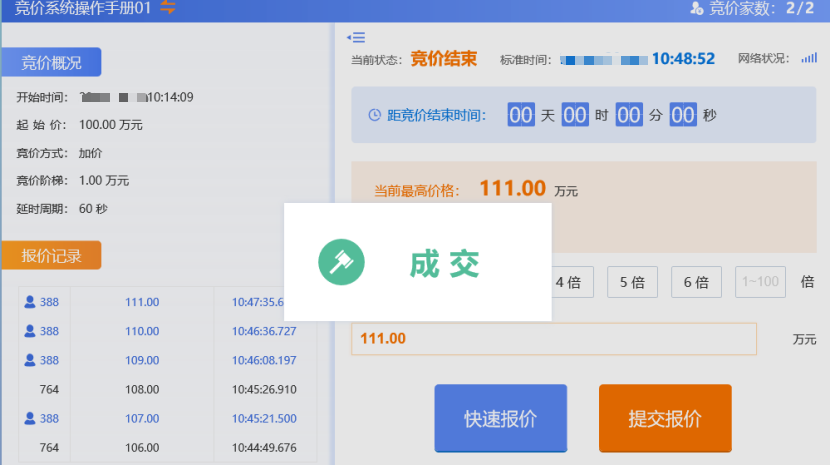 竞价系统操作手册01
竞价家数：2/2
竞价概况
开始时间：
10:14:09
起 始 价： 100.00 万元
竞价方式： 加价
竞价阶梯： 1.00 万元
延时周期： 60 秒
报价记录
388 111.00 10:47:35.
388 110.00 10:46:36.727
388 109.00 10:46:08.197
764 108.00 10:45:26.910
388 107.00 10:45:21.500
764 106.00 10:44:49.676
当前状态： 竞价结束 标准时间： 10:48:52 网络状况：
距竞价结束时间： 00 天 00 时 00 分 00 秒
当前最高价格： 111.00 万元
成交
4 倍 5 倍 6 倍 1~100 倍
111.00 万元
快速报价 提交报价